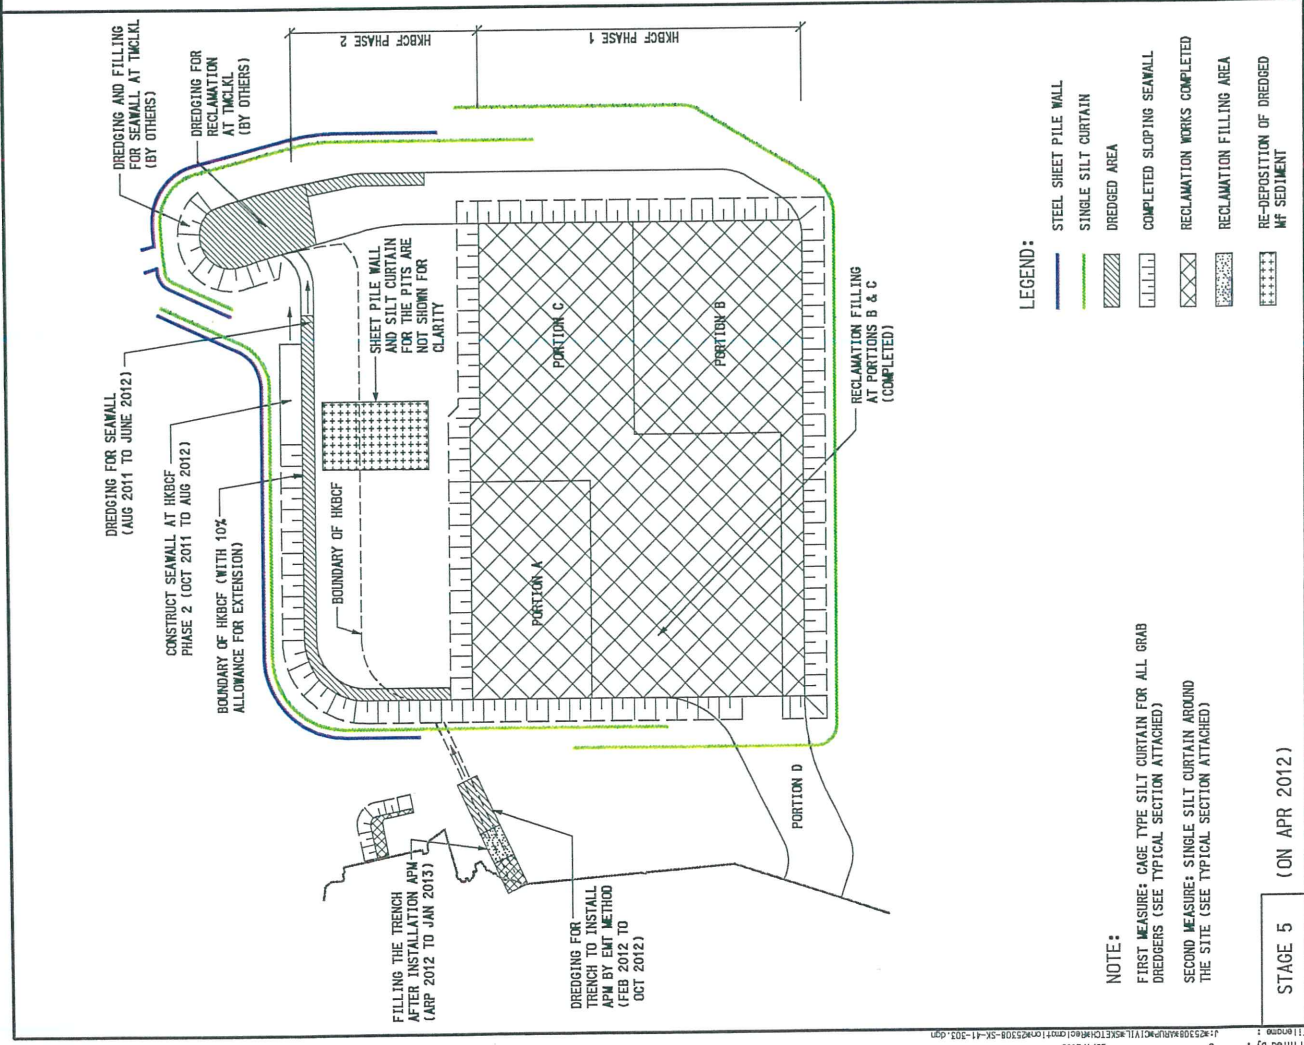 DREDGING AND FILLING
FOR SEAWALL AT TMCLKL
(BY OTHERS)
DREDGING FOR
RECLAMATION
AT TMCLKL
(BY OTHERS)
HKBCF PHASE 2
HKBCF PHASE 1
DREDGING FOR SEAWALL
(AUG 2011 TO JUNE 2012)
CONSTRUCT SEAWALL AT HKBCF
PHASE 2 (OCT 2011 TO AUG 2012)
BOUNDARY OF HKBCF (WITH 10%
ALLOWANCE FOR EXTENSION)
BOUNDARY OF HKBCF
SHEET PILE WALL
AND SILT CURTAIN
FOR THE PITS ARE
NOT SHOWN FOR
CLARITY
PORTION C
PORTION B
PORTION A
RECLAMATION FILLING
AT PORTIONS B & C
(COMPLETED)
PORTION D
FILLING THE TRENCH
AFTER INSTALLATION APM
(ARP 2012 TO JAN 2013)
DREDGING FOR
TRENCH TO INSTALL
APM BY EMT METHOD
(FEB 2012 TO
OCT 2012)
LEGEND:
STEEL SHEET PILE WALL
SINGLE SILT CURTAIN
DREDGED AREA
COMPLETED SLOPING SEAWALL
RECLAMATION WORKS COMPLETED
RECLAMATION FILLING AREA
RE-DEPOSITION OF DREDGED
Mf SEDIMENT
NOTE:
FIRST MEASURE: CAGE TYPE SILT CURTAIN FOR ALL GRAB
DREDGERS (SEE TYPICAL SECTION ATTACHED)
SECOND MEASURE: SINGLE SILT CURTAIN AROUND
THE SITE (SEE TYPICAL SECTION ATTACHED)
STAGE 5
(ON APR 2012)